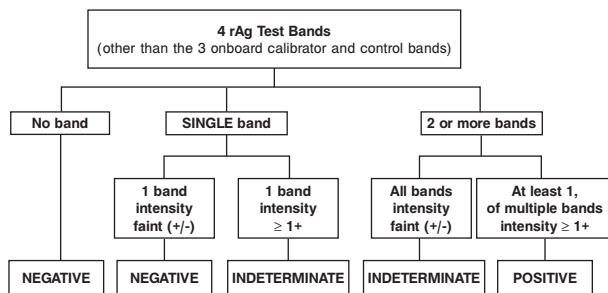 4 rAg Test Bands
(other than the 3 onboard calibrator and control bands)
No band
SINGLE band
2 or more bands
1 band
intensity
faint (+/-)
1 band
intensity
≥ 1+
All bands
intensity
faint (+/-)
At least 1,
of multiple bands
intensity ≥ 1+
NEGATIVE
NEGATIVE
INDETERMINATE
INDETERMINATE
POSITIVE